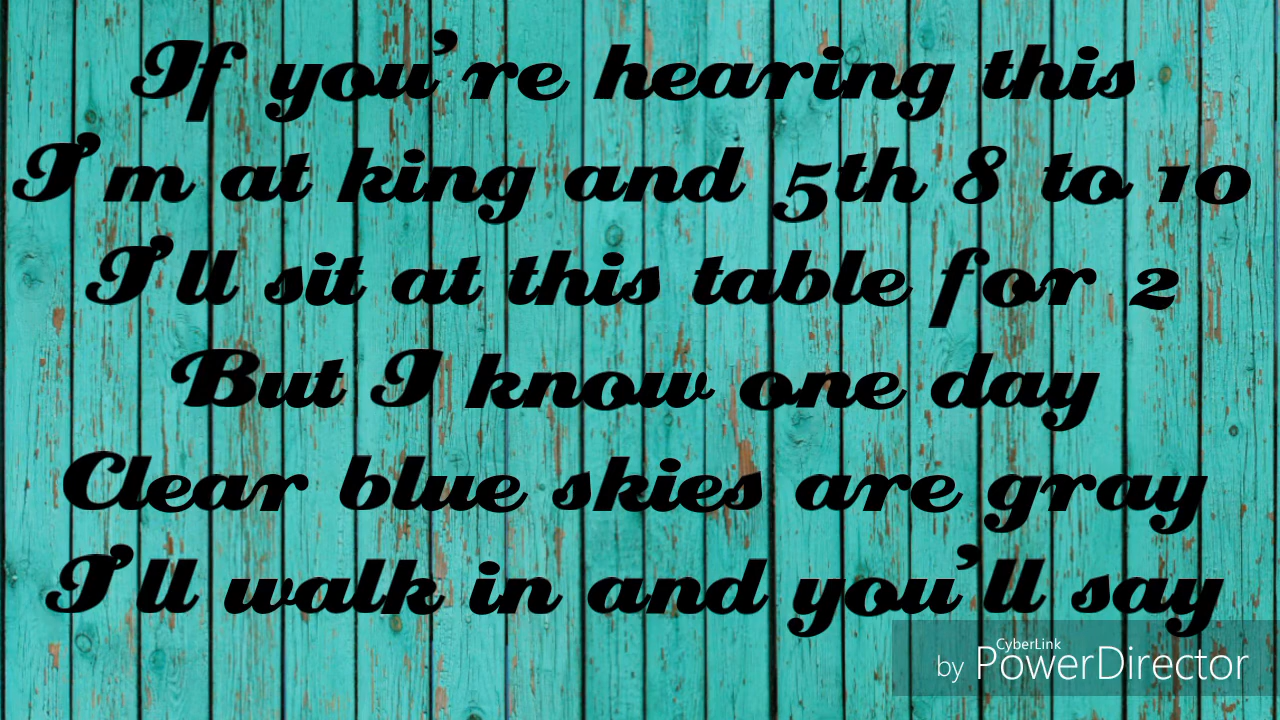 If you're hearing this
I'm at king and 5th 8 to 10
I'll sit at this table for 2
But I know one day
Clear blue skies are gray
I'll walk in and you'll say
CyberLink
by PowerDirector